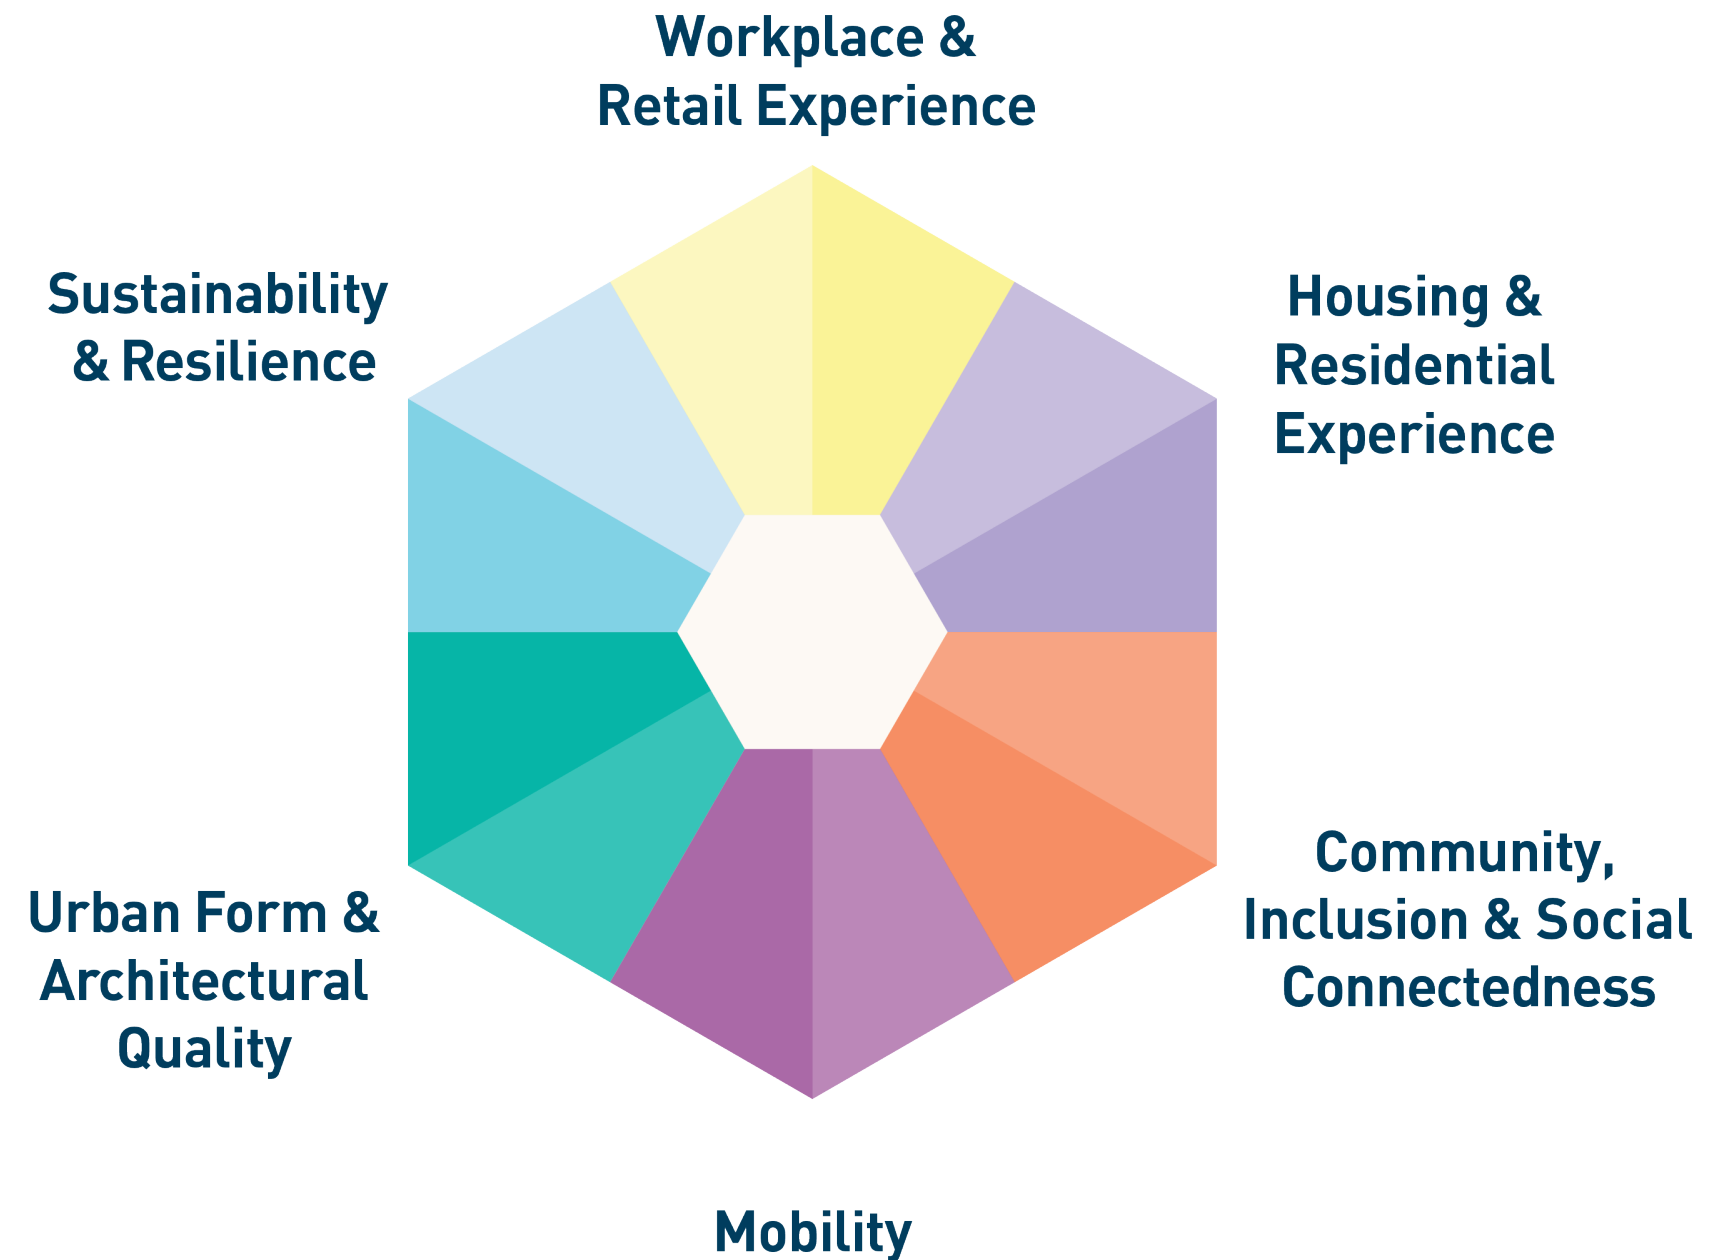 Workplace &
Retail Experience
Sustainability
& Resilience
Housing &
Residential
Experience
Urban Form &
Architectural
Quality
Community,
Inclusion & Social
Connectedness
Mobility